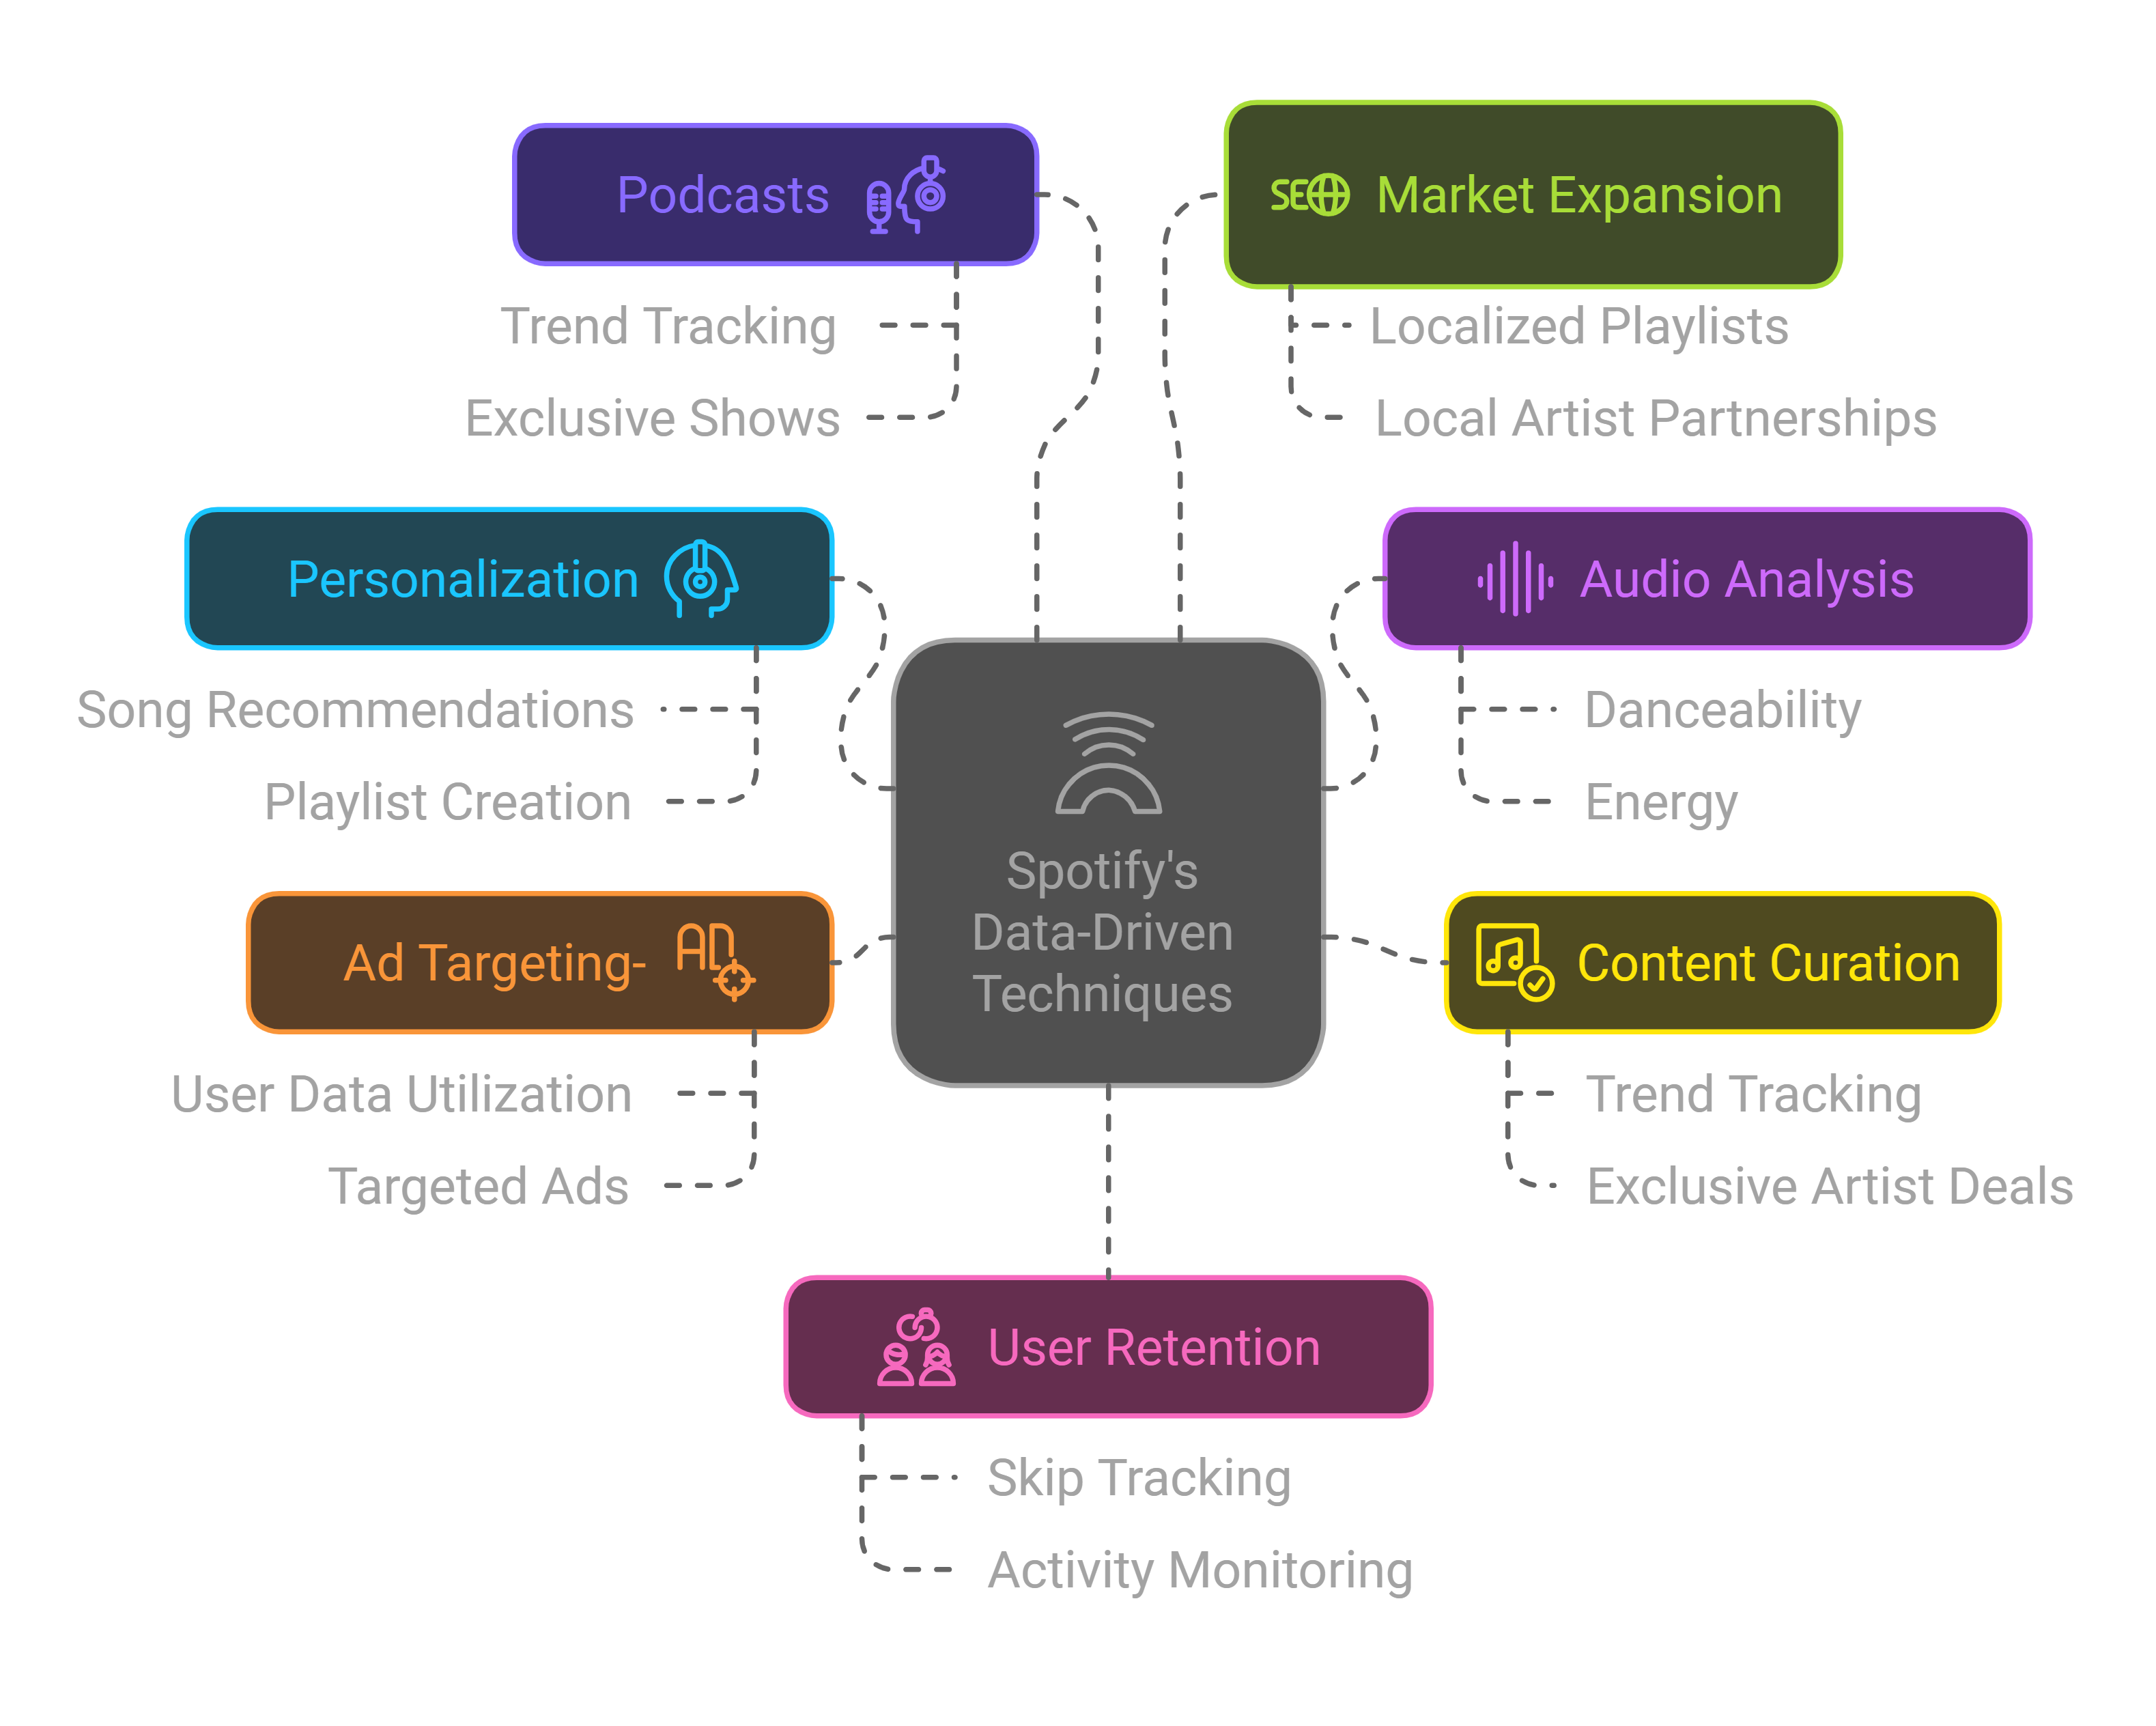 Podcasts
Trend Tracking
Exclusive Shows
SEO Market Expansion
Localized Playlists
Local Artist Partnerships
Personalization
Song Recommendations
Playlist Creation
Audio Analysis
Danceability
Energy
Spotify's
Data-Driven
Techniques
Ad Targeting- AD
User Data Utilization
Targeted Ads
Content Curation
Trend Tracking
Exclusive Artist Deals
User Retention
Skip Tracking
Activity Monitoring